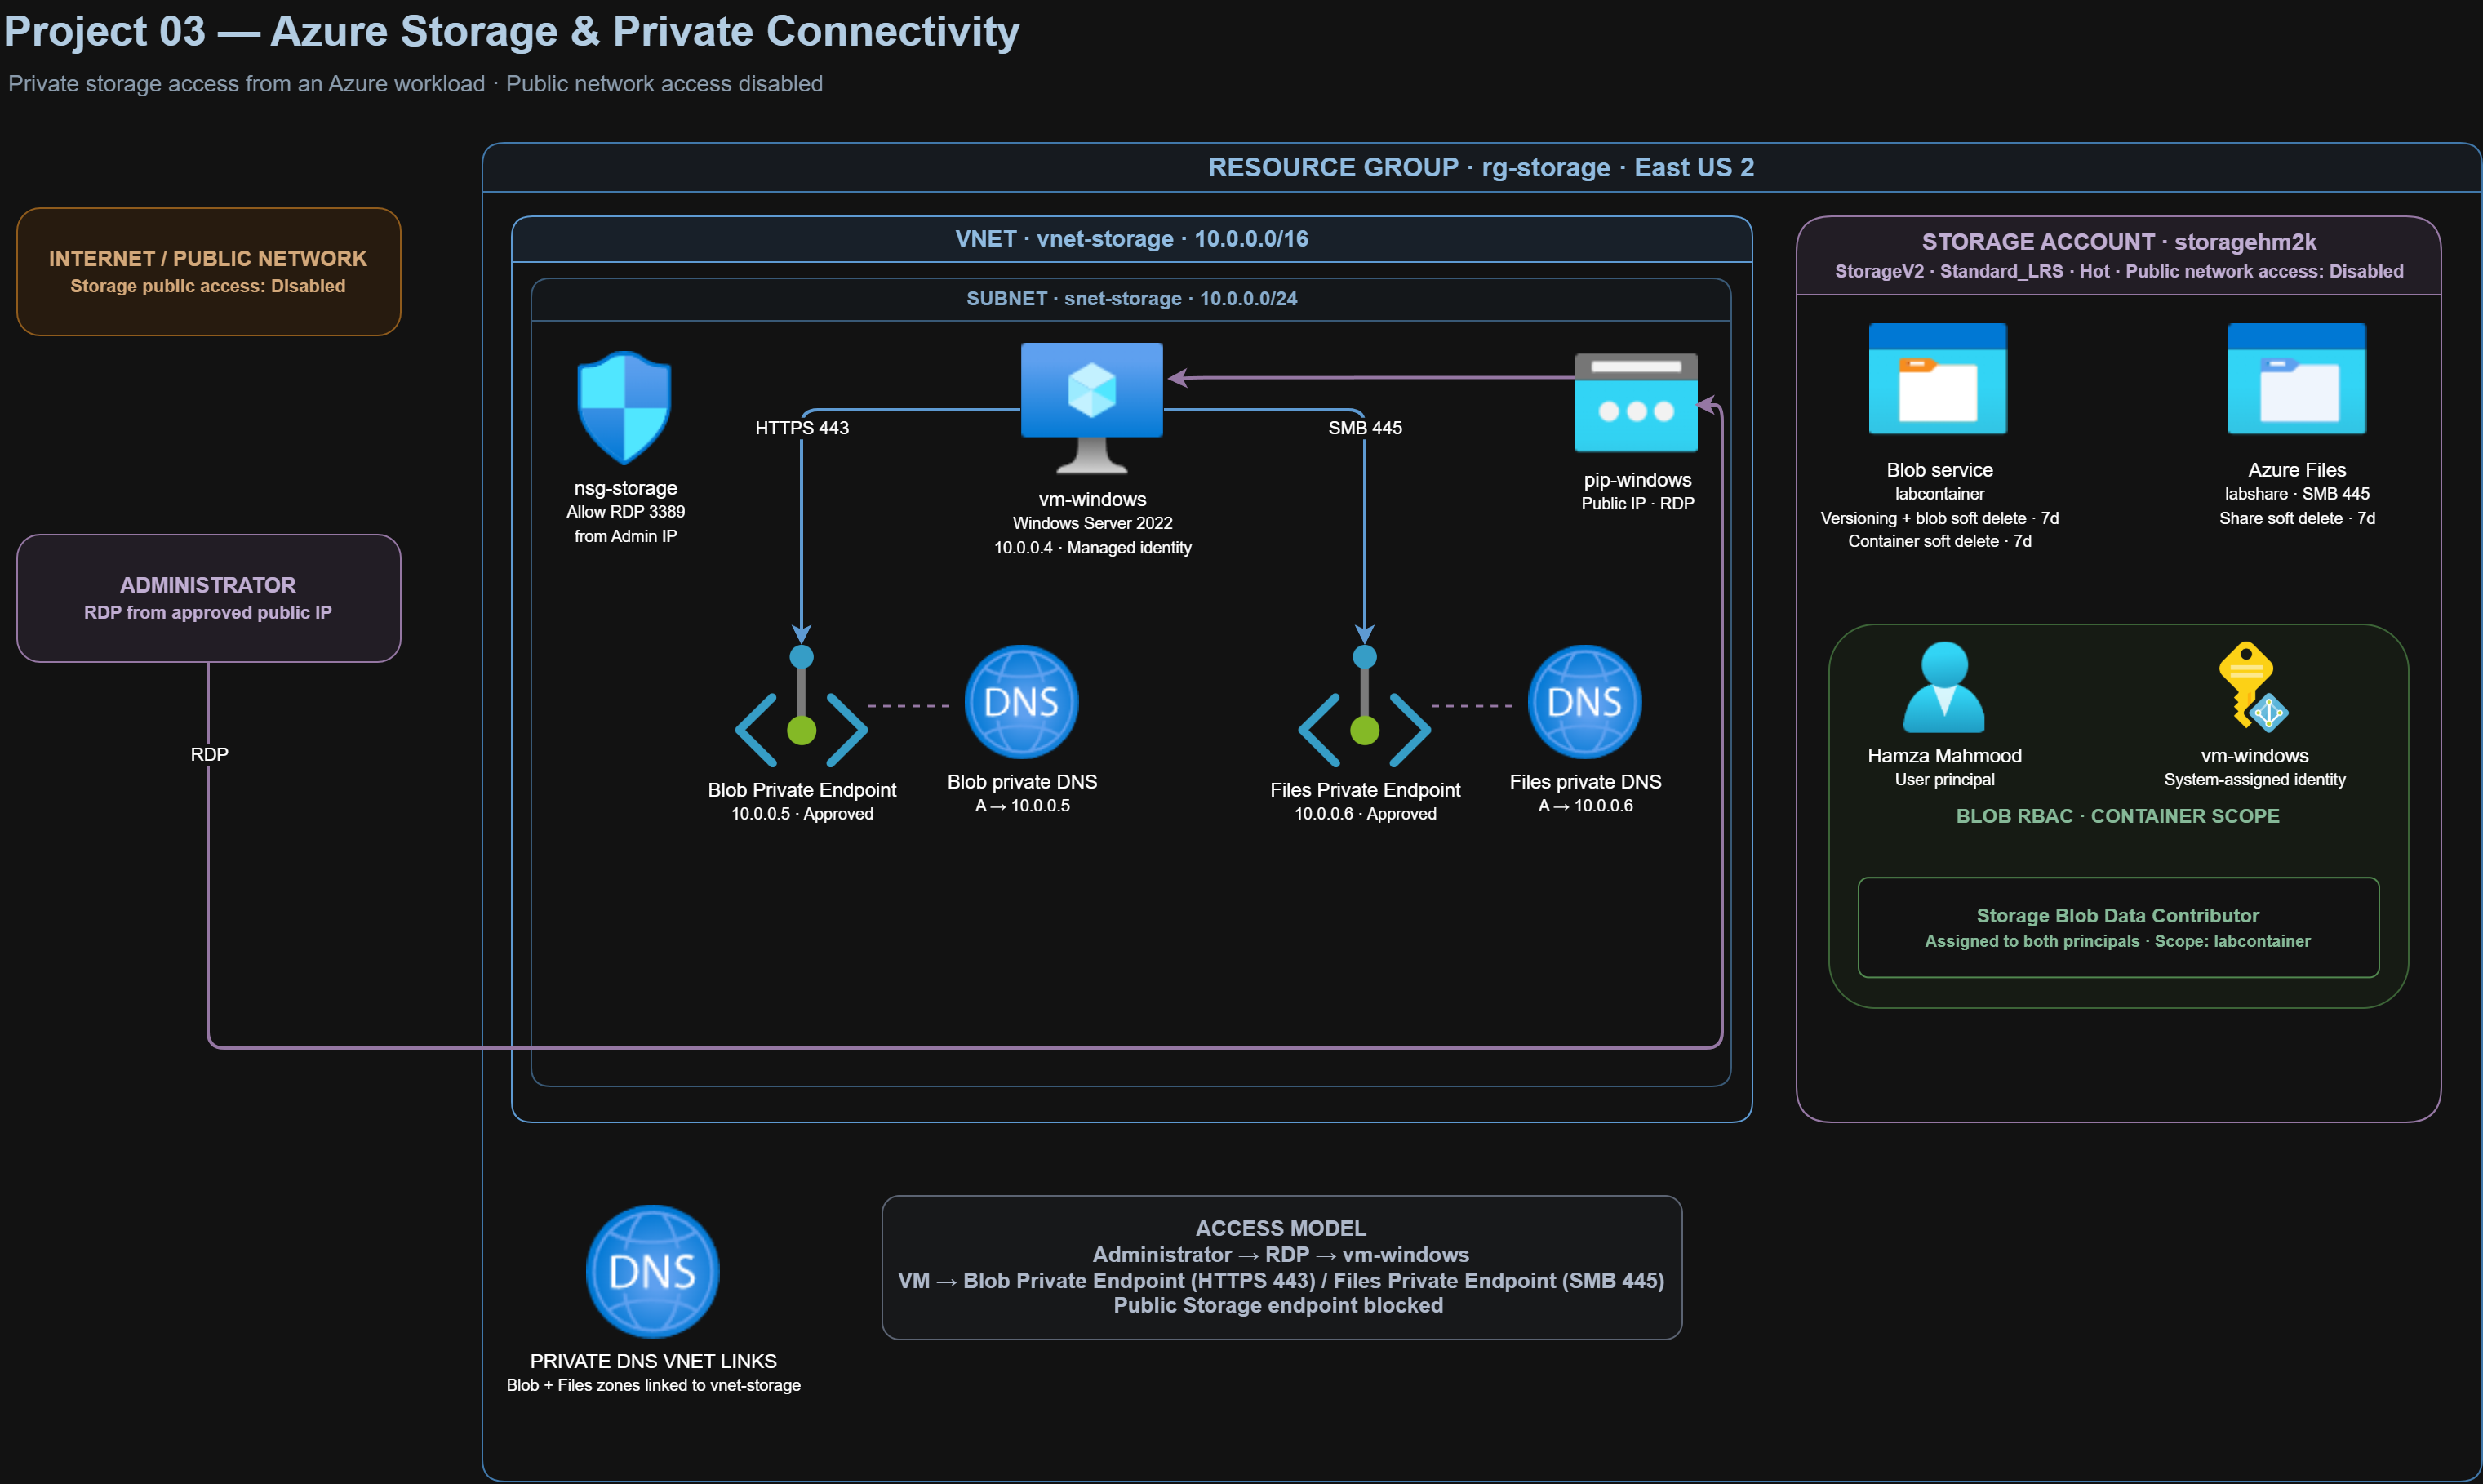 Project 03 — Azure Storage & Private Connectivity
Private storage access from an Azure workload · Public network access disabled
RESOURCE GROUP · rg-storage · East US 2
INTERNET / PUBLIC NETWORK
Storage public access: Disabled
ADMINISTRATOR
RDP from approved public IP
RDP
VNET · vnet-storage · 10.0.0.0/16
SUBNET · snet-storage · 10.0.0.0/24
nsg-storage
Allow RDP 3389
from Admin IP
HTTPS 443
vm-windows
Windows Server 2022
10.0.0.4 · Managed identity
SMB 445
pip-windows
Public IP · RDP
Blob Private Endpoint
10.0.0.5 · Approved
DNS
Blob private DNS
A → 10.0.0.5
Files Private Endpoint
10.0.0.6 · Approved
DNS
Files private DNS
A → 10.0.0.6
STORAGE ACCOUNT · storagehm2k
StorageV2 · Standard_LRS · Hot · Public network access: Disabled
Blob service
labcontainer
Versioning + blob soft delete · 7d
Container soft delete · 7d
Azure Files
labshare · SMB 445
Share soft delete · 7d
Hamza Mahmood
User principal
vm-windows
System-assigned identity
BLOB RBAC · CONTAINER SCOPE
Storage Blob Data Contributor
Assigned to both principals · Scope: labcontainer
DNS
PRIVATE DNS VNET LINKS
Blob + Files zones linked to vnet-storage
ACCESS MODEL
Administrator → RDP → vm-windows
VM → Blob Private Endpoint (HTTPS 443) / Files Private Endpoint (SMB 445)
Public Storage endpoint blocked